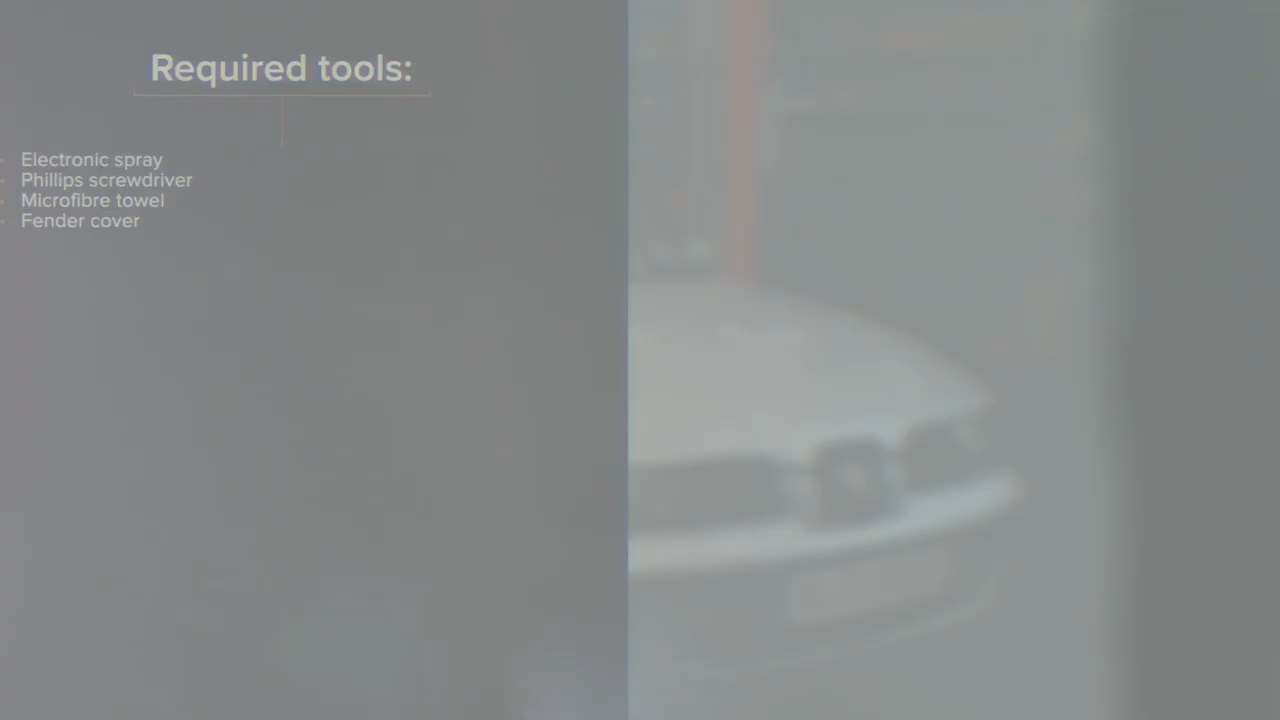 Required tools:
Electronic spray
Phillips screwdriver
Microfibre towel
Fender cover